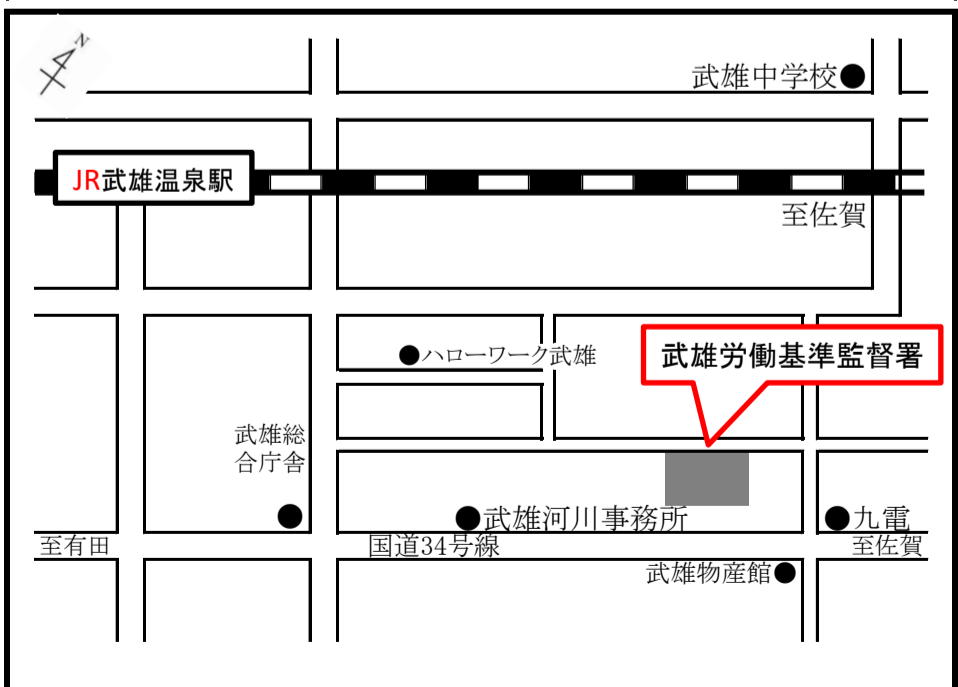 N
武雄中学校●
JR武雄温泉駅
至佐賀
●ハローワーク武雄
武雄労働基準監督署
武雄総
合庁舎
●武雄河川事務所
●九電
至有田
国道34号線
至佐賀
武雄物産館●